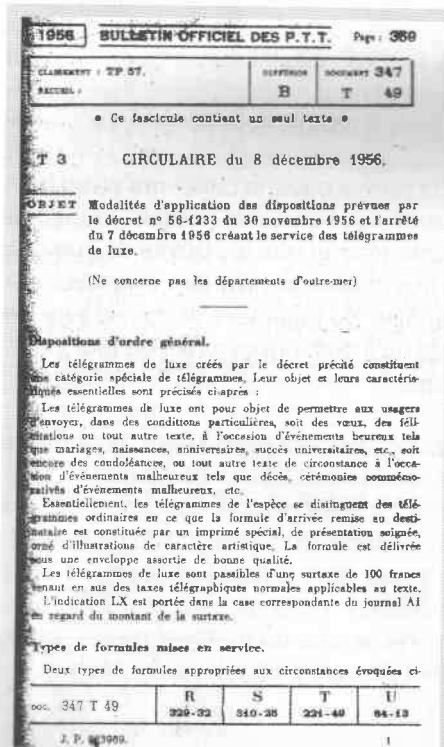 1956 BULLETIN OFFICIEL DES P.T.T. Page : 369
CLASSEMENT : TP 57. DIFFUSION DOCUMENT 347
RECUEIL : B T 49
• Ce fascicule contient un seul texte •
T 3 CIRCULAIRE du 8 décembre 1956.
OBJET Modalités d'application des dispositions prévues par
le décret n° 56-1233 du 30 novembre 1956 et l'arrêté
du 7 décembre 1956 créant le service des télégrammes
de luxe.
(Ne concerne pas les départements d'outre-mer)
Dispositions d'ordre général.
Les télégrammes de luxe créés par le décret précité constituent
une catégorie spéciale de télégrammes. Leur objet et leurs caractéris-
tiques essentielles sont précisés ci-après :
Les télégrammes de luxe ont pour objet de permettre aux usagers
d'envoyer, dans des conditions particulières, soit des vœux, des féli-
citations ou tout autre texte, à l'occasion d'événements heureux tels
que mariages, naissances, anniversaires, succès universitaires, etc., soit
encore des condoléances, ou tout autre texte de circonstance à l'occa-
sion d'événements malheureux tels que décès, cérémonies commémo-
ratives d'événements malheureux, etc.
Essentiellement, les télégrammes de l'espèce se distinguent des télé-
grammes ordinaires en ce que la formule d'arrivée remise au desti-
nataire est constituée par un imprimé spécial, de présentation soignée,
orné d'illustrations de caractère artistique. La formule est délivrée
sous une enveloppe assortie de bonne qualité.
Les télégrammes de luxe sont passibles d'une surtaxe de 100 francs
venant en sus des taxes télégraphiques normales applicables au texte.
L'indication LX est portée dans la case correspondante du journal A1
en regard du montant de la surtaxe.
Types de formules mises en service.
Deux types de formules appropriées aux circonstances évoquées ci-
DOC. 347 T 49 R S T U
329-32 310-35 221-49 64-13
J. P. 1